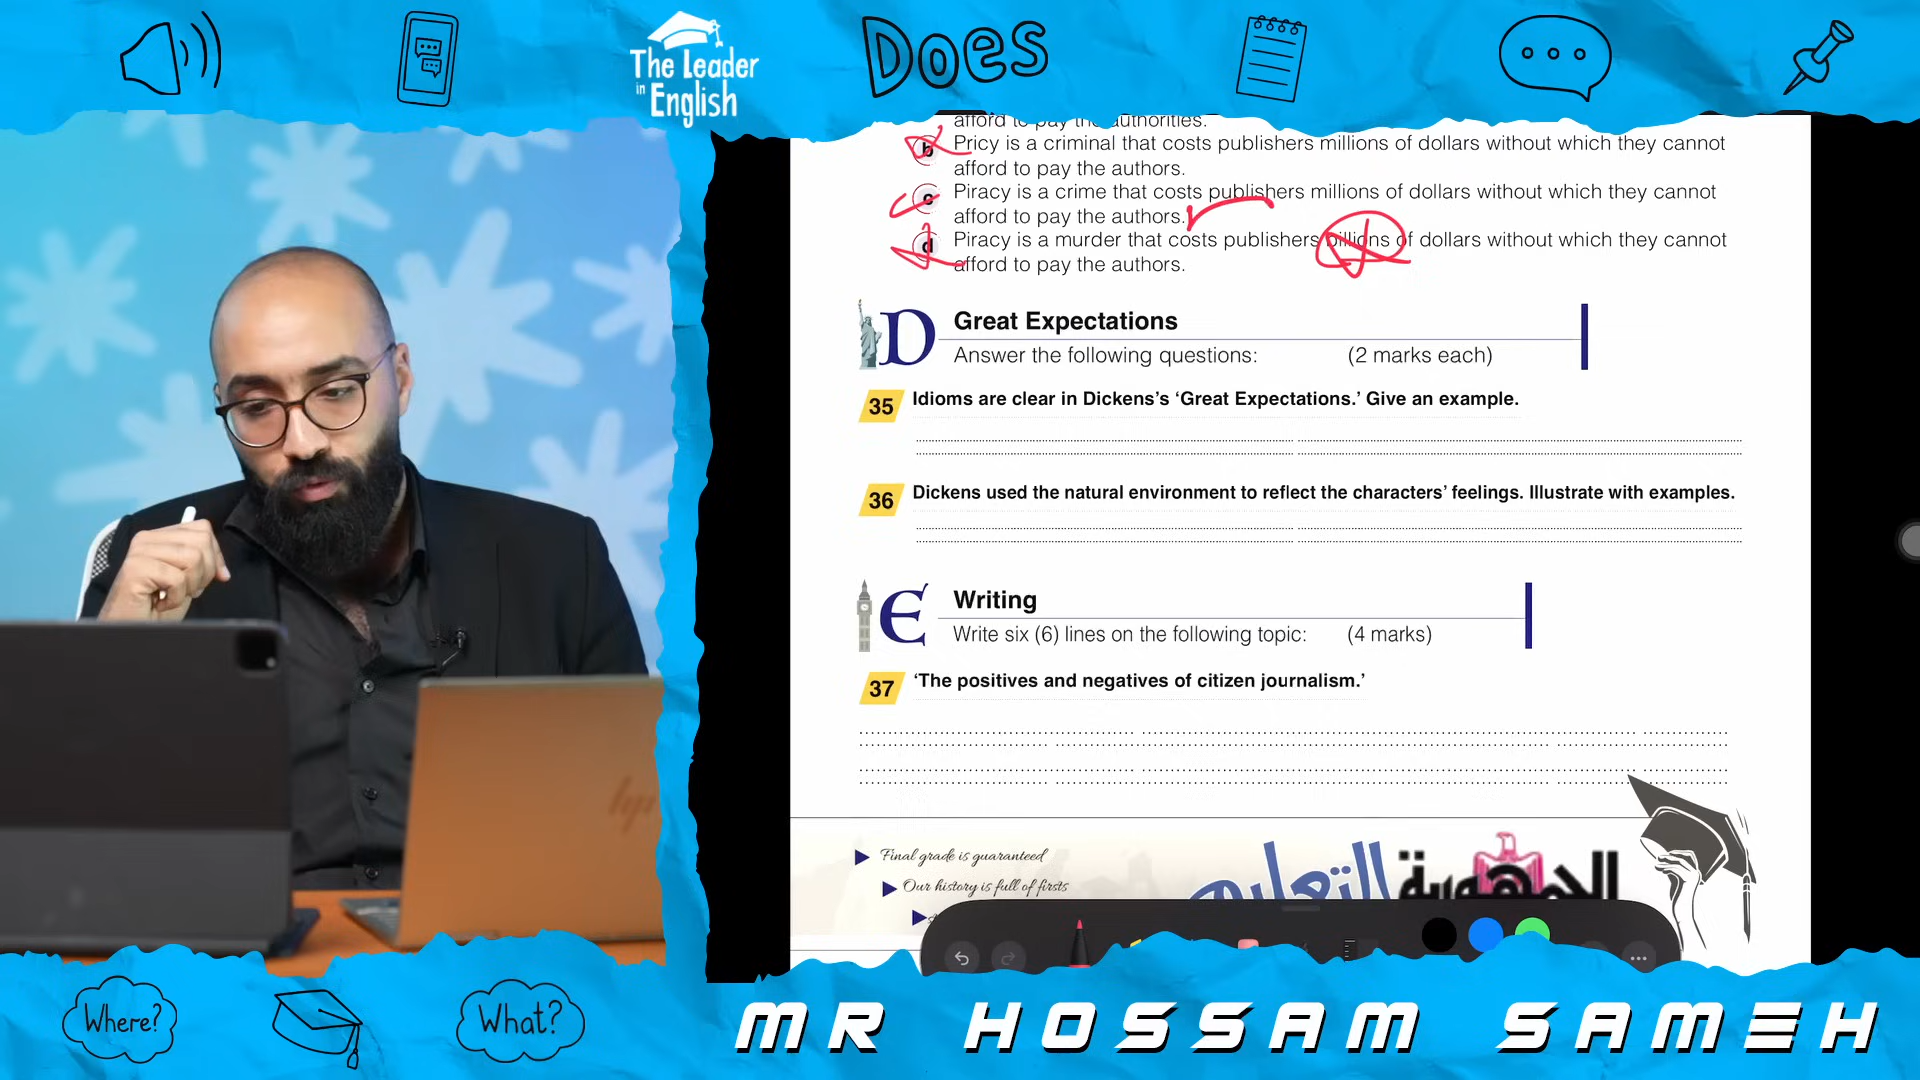 The Leader
in English
Does
afford to pay the authorities.
b Pricy is a criminal that costs publishers millions of dollars without which they cannot
afford to pay the authors.
c Piracy is a crime that costs publishers millions of dollars without which they cannot
afford to pay the authors.
d Piracy is a murder that costs publishers billions of dollars without which they cannot
afford to pay the authors.
D Great Expectations
Answer the following questions: (2 marks each)
35 Idioms are clear in Dickens's ‘Great Expectations.’ Give an example.
36 Dickens used the natural environment to reflect the characters’ feelings. Illustrate with examples.
E Writing
Write six (6) lines on the following topic: (4 marks)
37 ‘The positives and negatives of citizen journalism.’
Final grade is guaranteed
Our history is full of firsts
الجمهورية التعليمي
hp
Where?
What?
MR HOSSAM SAMEH